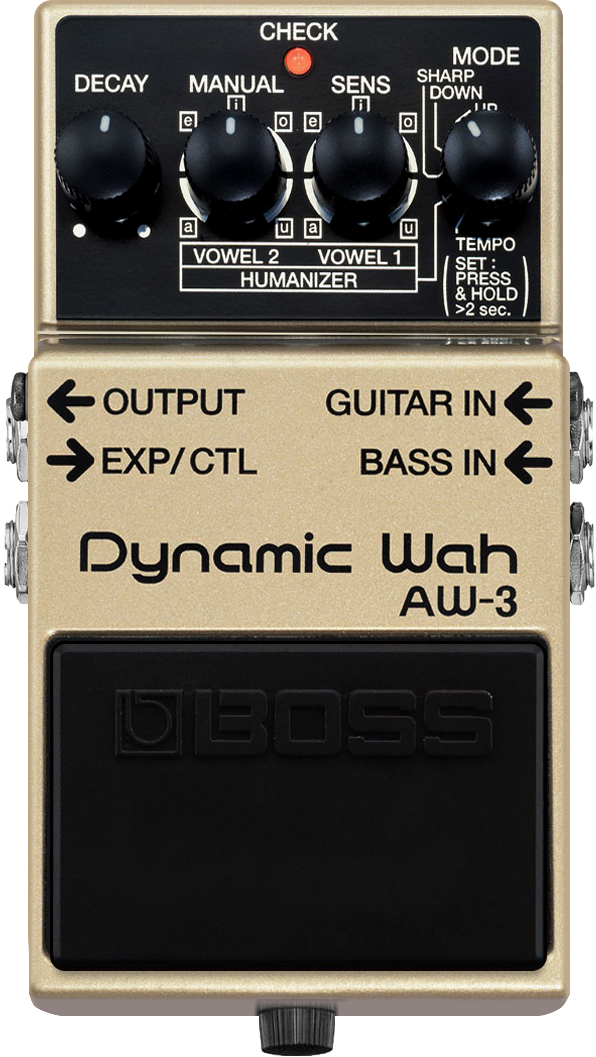 CHECK
DECAY MANUAL SENS MODE
SHARP
DOWN
UP
e i o e i o
a u a u
VOWEL 2 VOWEL 1
HUMANIZER
TEMPO
(SET :
PRESS
& HOLD
>2 sec.)
OUTPUT GUITAR IN
EXP/CTL BASS IN
Dynamic Wah
AW-3
BOSS